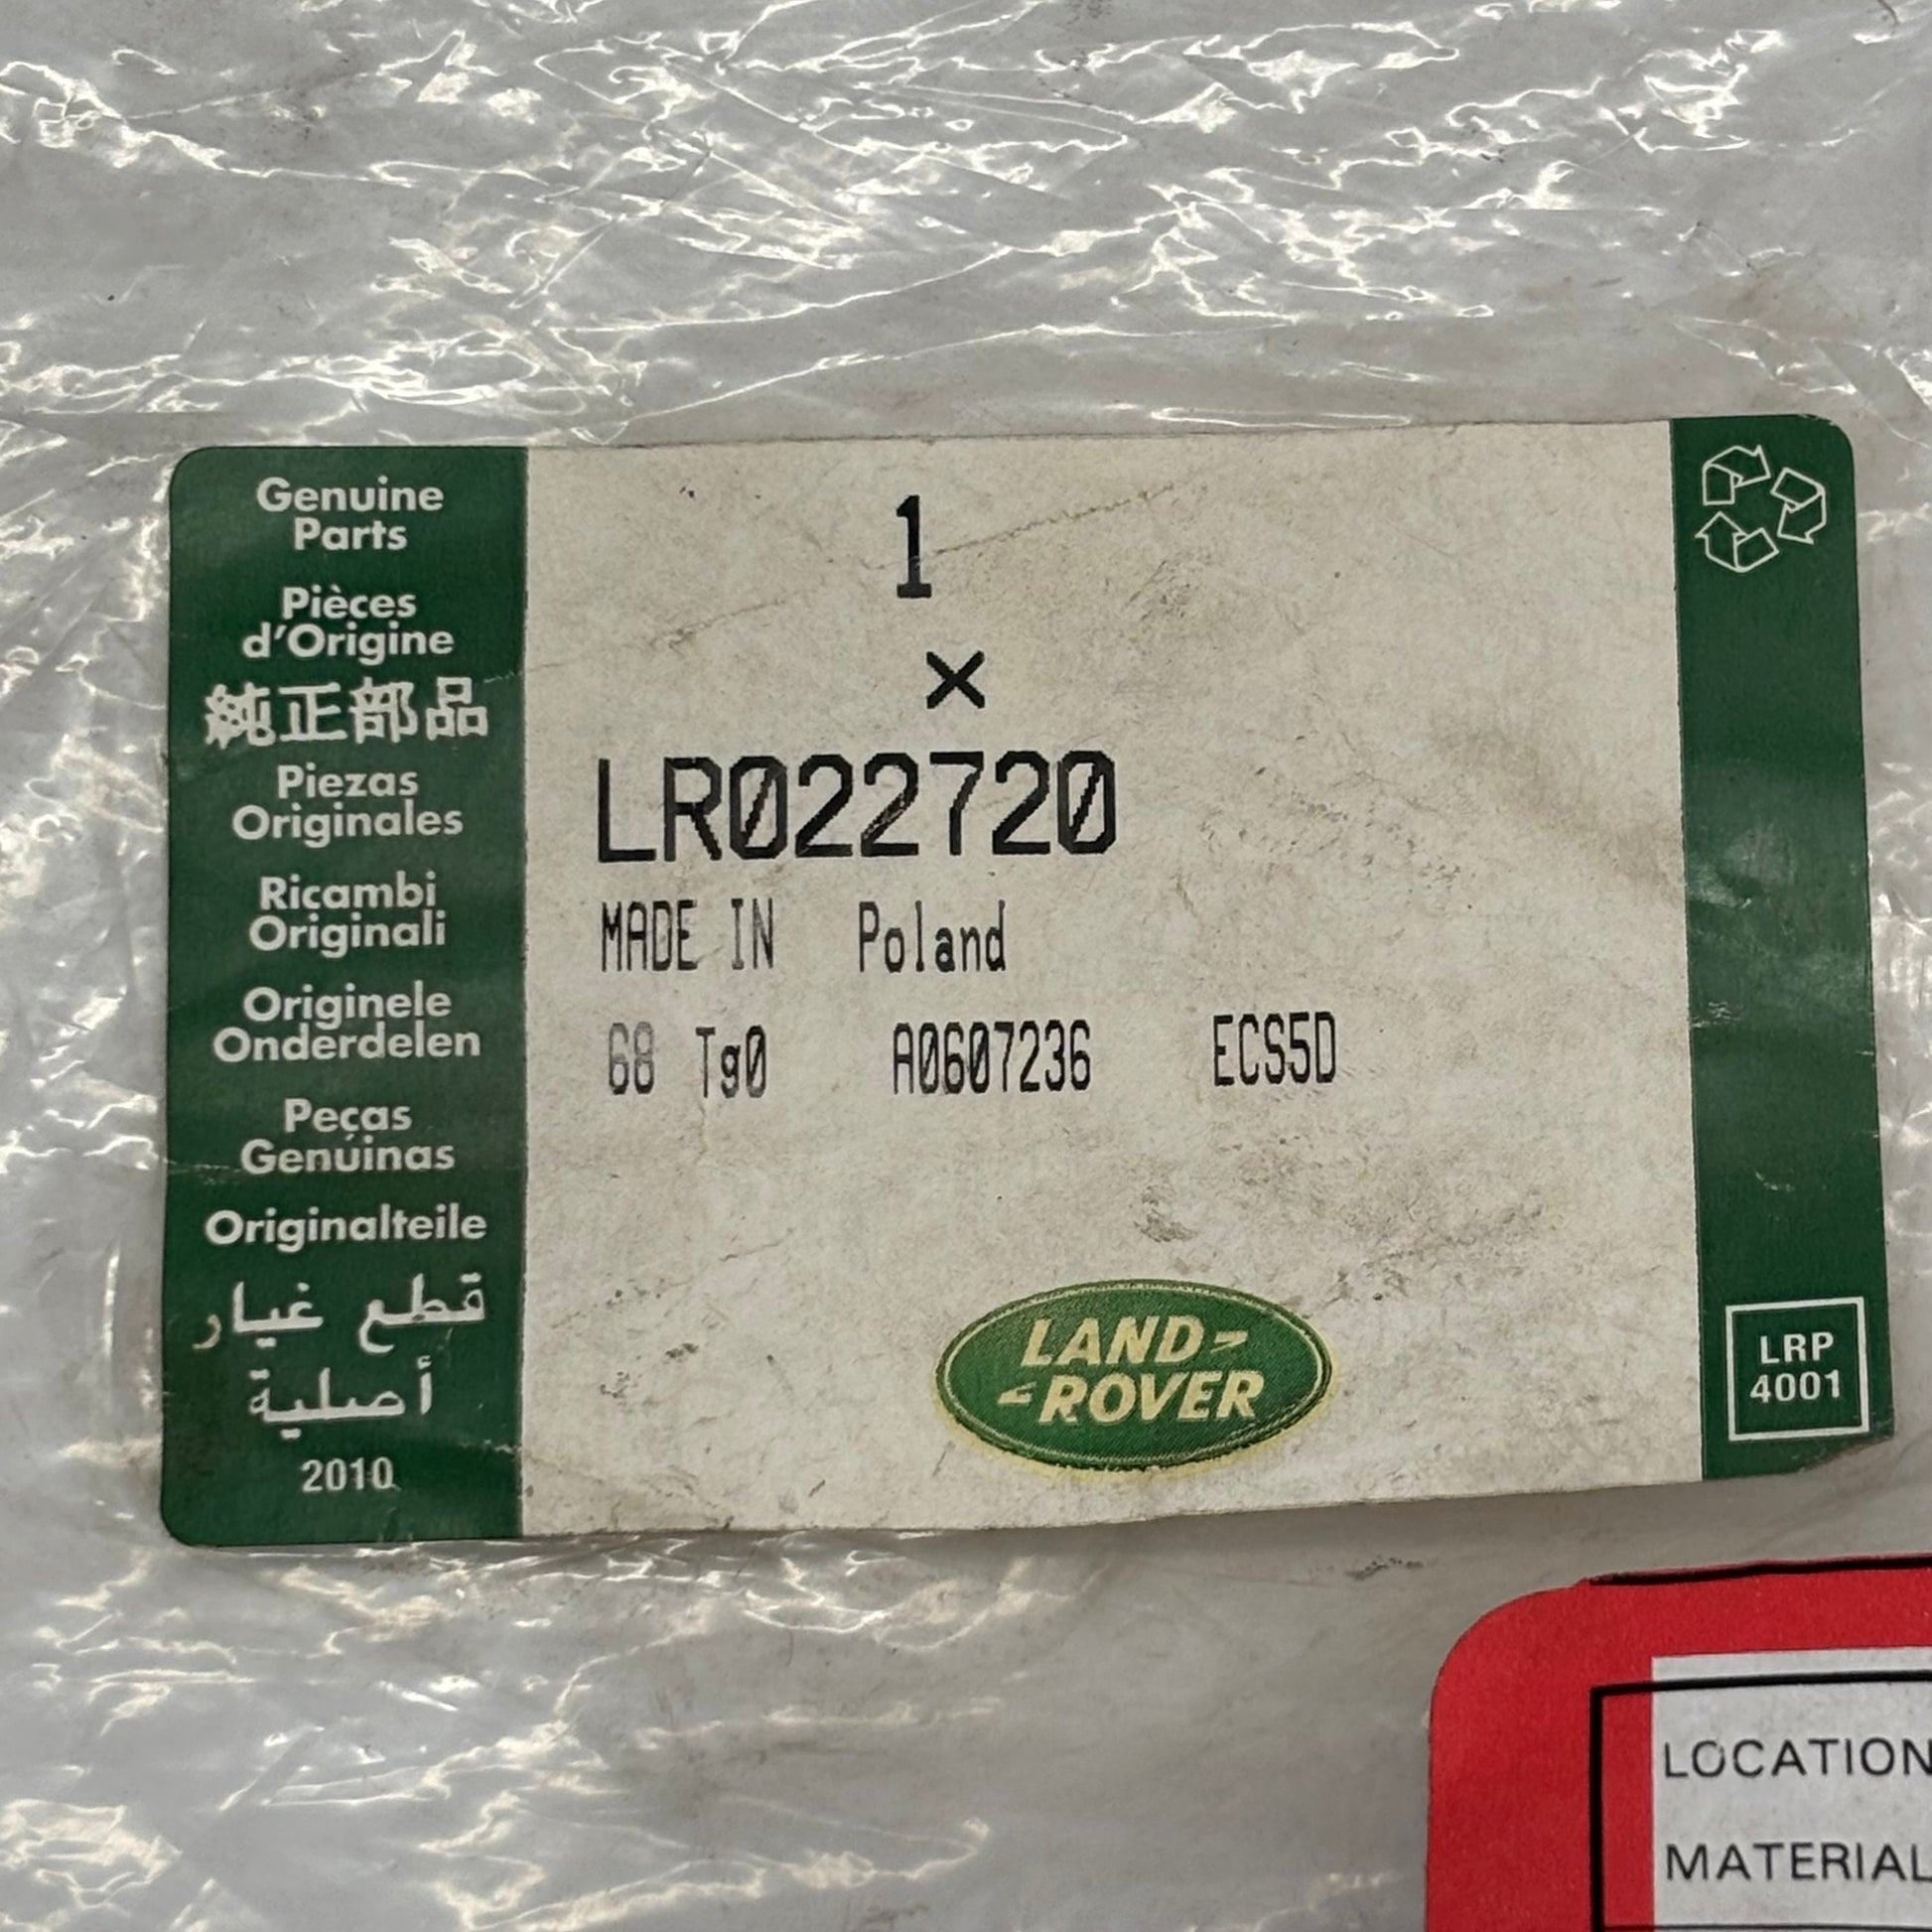 Genuine
Parts
Pièces
d'Origine
純正部品
Piezas
Originales
Ricambi
Originali
Originele
Onderdelen
Peças
Genúinas
Originalteile
قطع غيار
أصلية
2010
1
×
LR022720
MADE IN Poland
68 Tg0 A0607236 ECS5D
LAND-
ROVER
LRP
4001
LOCATION
MATERIAL